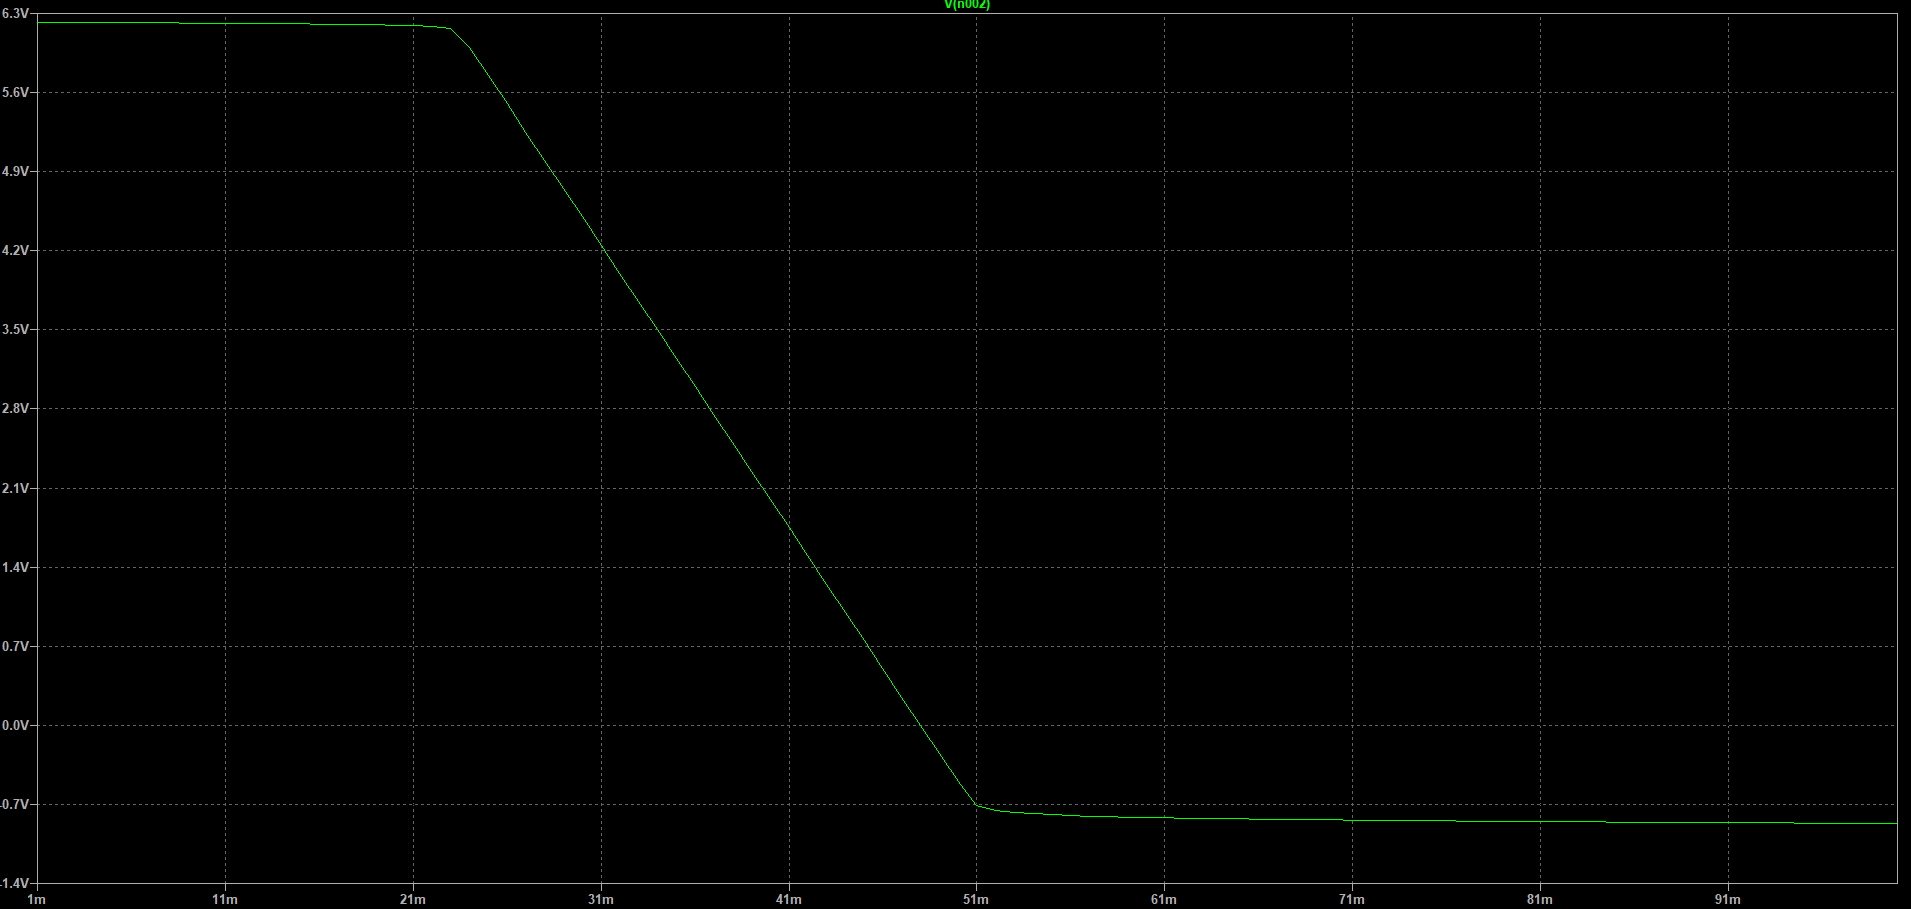 V(n002)
6.3V
5.6V
4.9V
4.2V
3.5V
2.8V
2.1V
1.4V
0.7V
0.0V
-0.7V
-1.4V
1m 11m 21m 31m 41m 51m 61m 71m 81m 91m